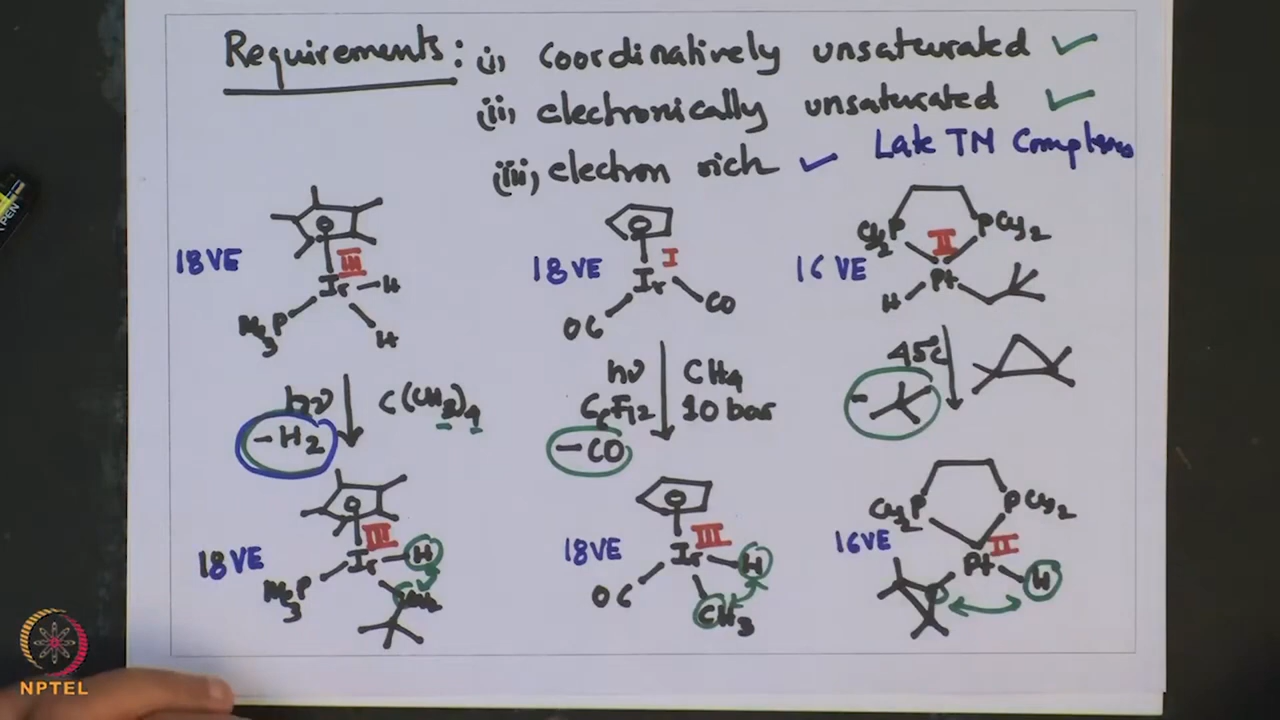 Requirements: (i) coordinatively unsaturated ✓
(ii) electronically unsaturated ✓
(iii) electron rich ✓ Late TM Complexes
18VE III Ir H H Me3P
18VE I Ir OC CO
16 VE Cy2P PCy2 II Pt H
hν C(CH3)4
-H2
hν CH4
C6F12 10 bar
-CO
45°C
-
18VE III Ir H Me3P CH2
18VE III Ir H OC CH3
16VE Cy2P PCy2 II Pt H
PEN
NPTEL